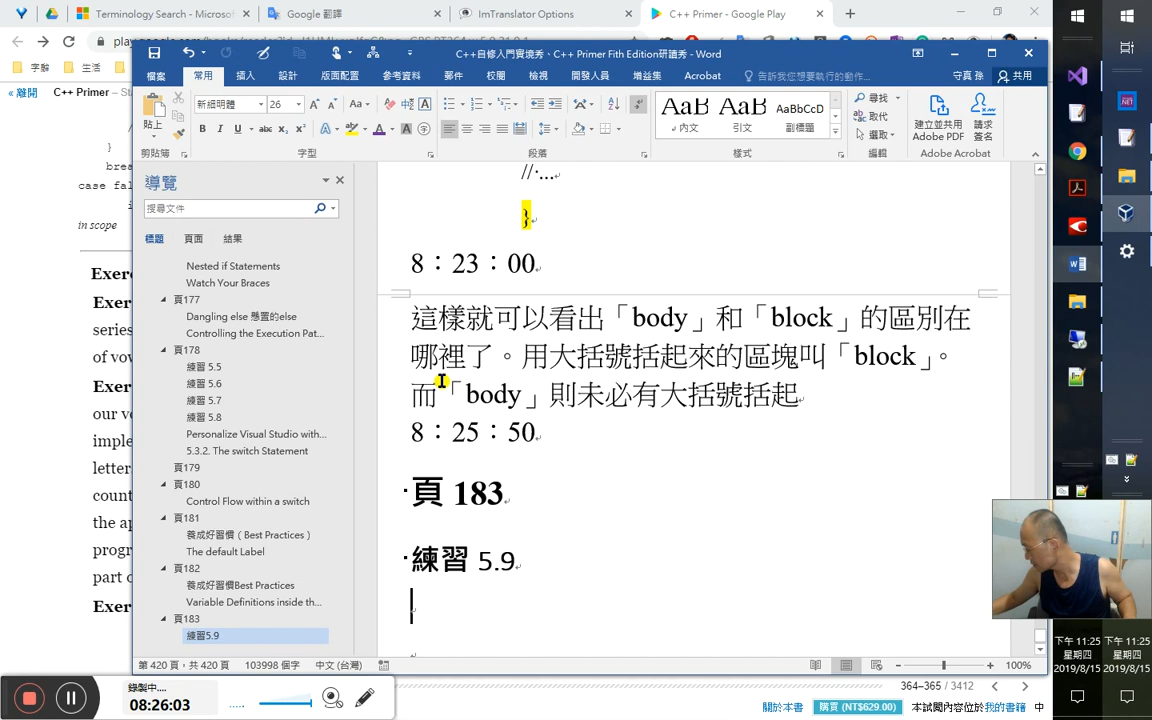 Terminology Search - Microsof
Google 翻譯
ImTranslator Options
C++ Primer - Google Play
字辭
生活
C++自修入門實境秀、C++ Primer Fith Edition研讀秀 - Word
檔案
常用
插入
設計
版面配置
參考資料
郵件
校閱
檢視
開發人員
增益集
Acrobat
告訴我您想要執行的動作...
守真 孫
共用
« 離開
C++ Primer
貼上
新細明體
26
剪貼簿
字型
段落
AaB
內文
AaB
引文
AaBbCcD
副標題
樣式
尋找
取代
選取
編輯
建立並共用
Adobe PDF
請求
簽名
Adobe Acrobat
}
brea
case fal
in scope
Exerc
Exer
series
of vow
Exer
our ve
imple
letter
count
the ap
progr
part o
Exer
導覽
搜尋文件
標題
頁面
結果
Nested if Statements
Watch Your Braces
頁177
Dangling else 懸置的else
Controlling the Execution Pat...
頁178
練習 5.5
練習 5.6
練習 5.7
練習 5.8
Personalize Visual Studio with...
5.3.2. The switch Statement
頁179
頁180
Control Flow within a switch
頁181
養成好習慣（Best Practices）
The default Label
頁182
養成好習慣Best Practices
Variable Definitions inside th...
頁183
練習5.9
//·...
}
8：23：00
這樣就可以看出「body」和「block」的區別在
哪裡了。用大括號括起來的區塊叫「block」。
而「body」則未必有大括號括起
8：25：50
頁 183
練習 5.9
第 420 頁，共 420 頁
103998 個字
中文 (台灣)
100%
錄製中....
08:26:03
364–365 / 3412
關於本書
購買 (NT$629.00)
本試閱內容位於我的書籍
中
下午 11:25
星期四
2019/8/15
下午 11:25
星期四
2019/8/15